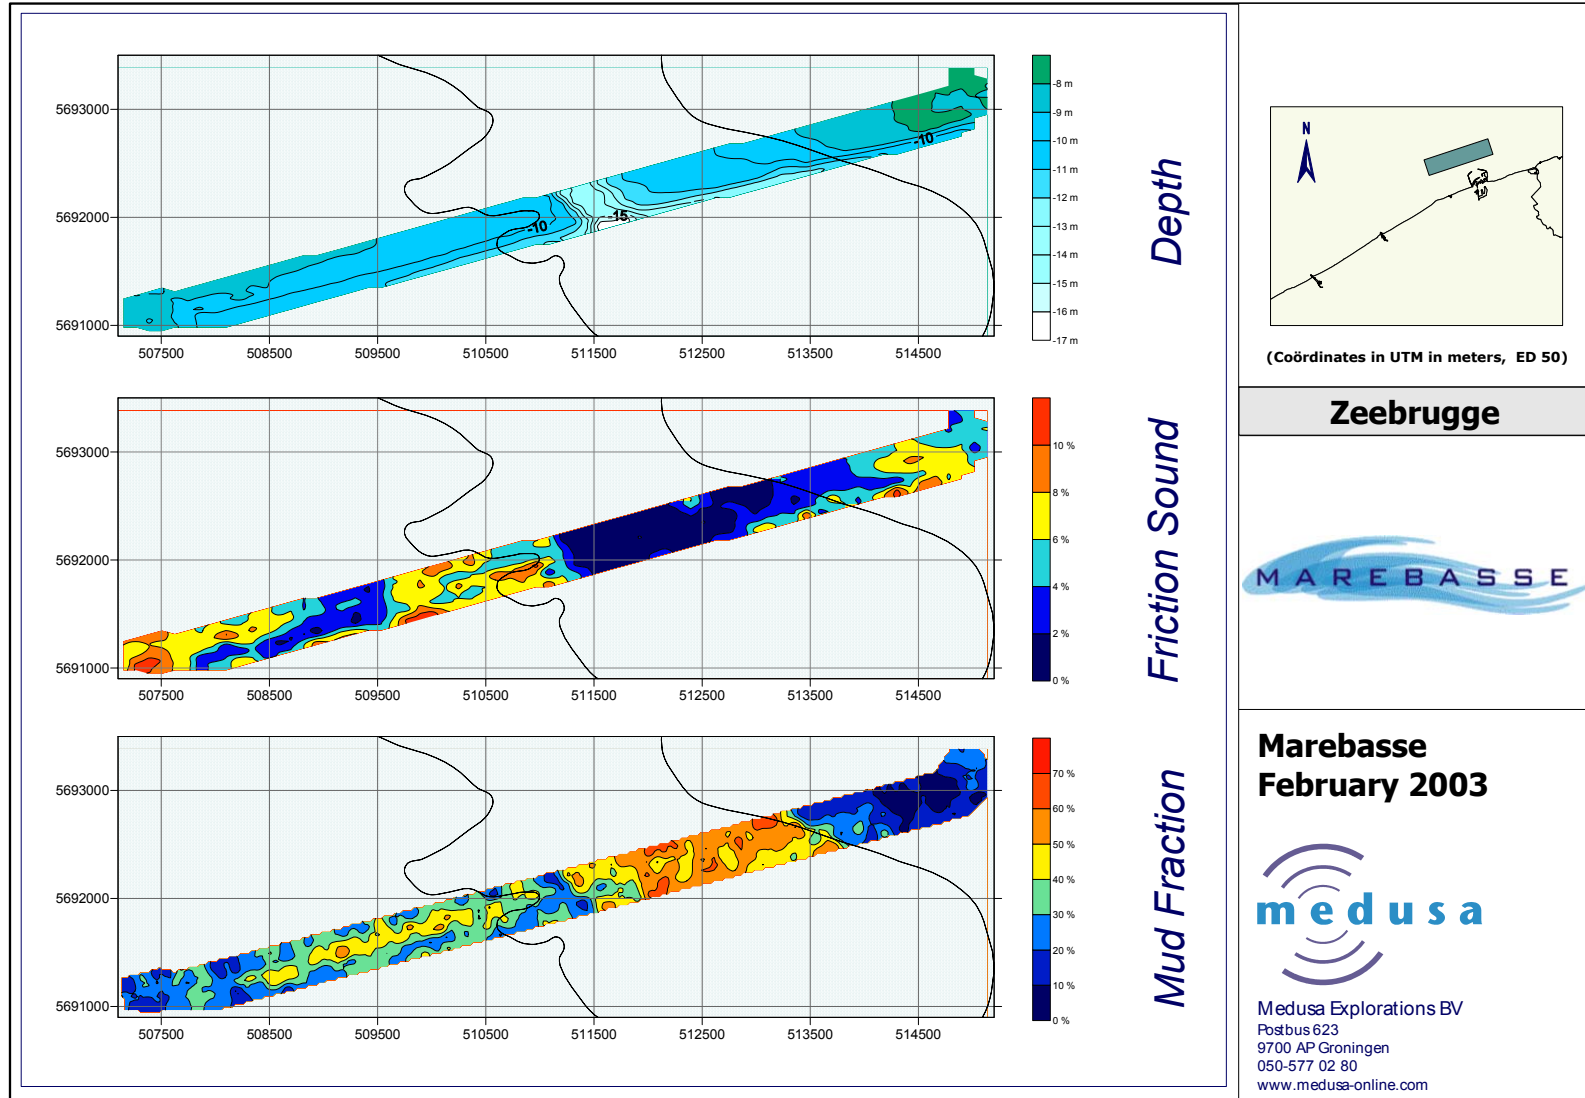 5693000
5692000
5691000
507500 508500 509500 510500 511500 512500 513500 514500
-10
-15
-10
-8 m
-9 m
-10 m
-11 m
-12 m
-13 m
-14 m
-15 m
-16 m
-17 m
Depth
5693000
5692000
5691000
507500 508500 509500 510500 511500 512500 513500 514500
10 %
8 %
6 %
4 %
2 %
0 %
Friction Sound
5693000
5692000
5691000
507500 508500 509500 510500 511500 512500 513500 514500
70 %
60 %
50 %
40 %
30 %
20 %
10 %
0 %
Mud Fraction
N
(Coördinates in UTM in meters, ED 50)
Zeebrugge
MAREBASSE
Marebasse
February 2003
medusa
Medusa Explorations BV
Postbus 623
9700 AP Groningen
050-577 02 80
www.medusa-online.com